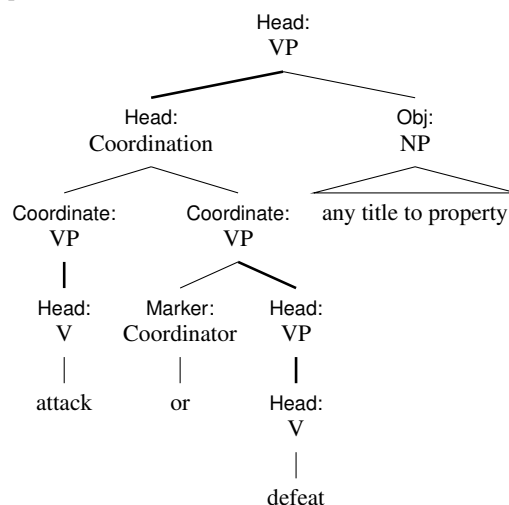 Head:
VP
Head: Obj:
Coordination NP
Coordinate: Coordinate: any title to property
VP VP
Head: Marker: Head:
V Coordinator VP
attack or Head:
V
defeat